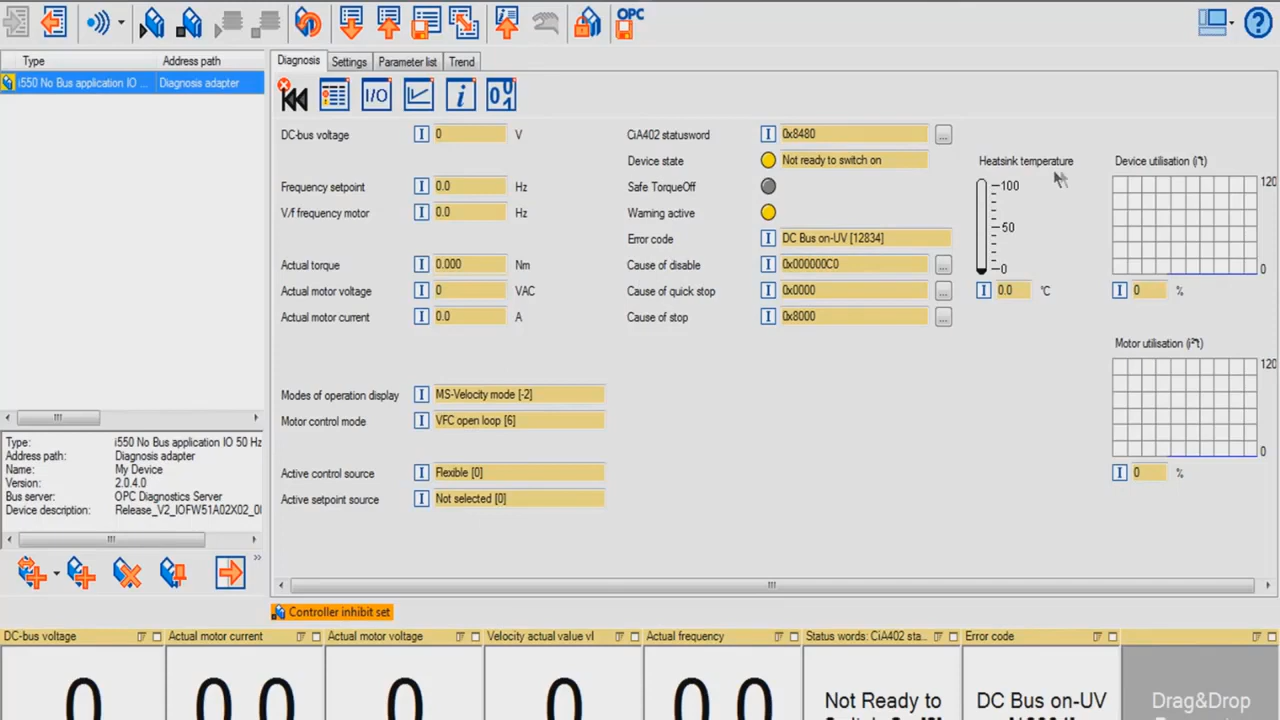 OPC
Type Address path
i550 No Bus application IO ... Diagnosis adapter
Diagnosis Settings Parameter list Trend
I/O
DC-bus voltage I 0 V
Frequency setpoint I 0.0 Hz
V/f frequency motor I 0.0 Hz
Actual torque I 0.000 Nm
Actual motor voltage I 0 VAC
Actual motor current I 0.0 A
Modes of operation display I MS-Velocity mode [-2]
Motor control mode I VFC open loop [6]
Active control source I Flexible [0]
Active setpoint source I Not selected [0]
CiA402 statusword I 0x8480 ...
Device state Not ready to switch on
Safe TorqueOff
Warning active
Error code I DC Bus on-UV [12834]
Cause of disable I 0x000000C0 ...
Cause of quick stop I 0x0000 ...
Cause of stop I 0x8000 ...
Heatsink temperature
100
50
0
I 0.0 °C
Device utilisation (i²t)
120
0
I 0 %
Motor utilisation (i²t)
120
0
I 0 %
Type: i550 No Bus application IO 50 Hz
Address path: Diagnosis adapter
Name: My Device
Version: 2.0.4.0
Bus server: OPC Diagnostics Server
Device description: Release_V2_IOFW51A02X02_0
Controller inhibit set
DC-bus voltage Actual motor current Actual motor voltage Velocity actual value vl Actual frequency Status words: CiA402 sta... Error code
0 0.0 0 0 0.0 Not Ready to DC Bus on-UV Drag&Drop